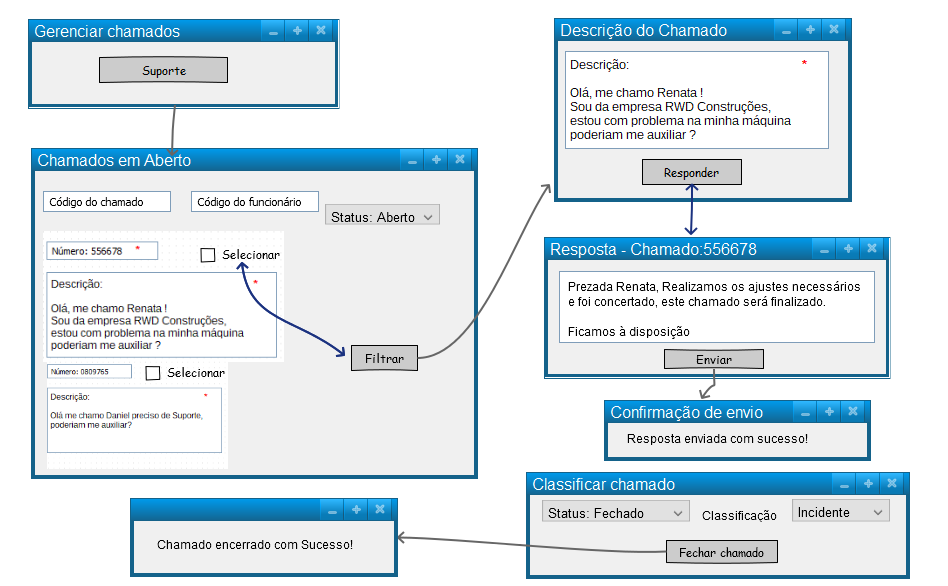 Gerenciar chamados
Suporte
Chamados em Aberto
Código do chamado
Código do funcionário
Status: Aberto
Número: 556678 *
Selecionar
Descrição: *
Olá, me chamo Renata !
Sou da empresa RWD Construções,
estou com problema na minha máquina
poderiam me auxiliar ?
Filtrar
Número: 0809765
Selecionar
Descrição: *
Olá me chamo Daniel preciso de Suporte,
poderiam me auxiliar?
Descrição do Chamado
Descrição: *
Olá, me chamo Renata !
Sou da empresa RWD Construções,
estou com problema na minha máquina
poderiam me auxiliar ?
Responder
Resposta - Chamado:556678
Prezada Renata, Realizamos os ajustes necessários
e foi concertado, este chamado será finalizado.
Ficamos à disposição
Enviar
Confirmação de envio
Resposta enviada com sucesso!
Classificar chamado
Status: Fechado
Classificação
Incidente
Fechar chamado
Chamado encerrado com Sucesso!